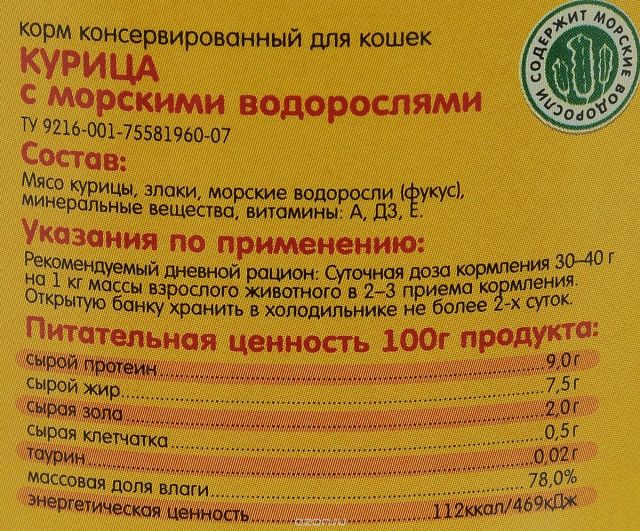 корм консервированный для кошек
КУРИЦА
с морскими водорослями
ТУ 9216-001-75581960-07
СОДЕРЖИТ МОРСКИЕ ВОДОРОСЛИ
Состав:
Мясо курицы, злаки, морские водоросли (фукус),
минеральные вещества, витамины: А, Д3, Е.
Указания по применению:
Рекомендуемый дневной рацион: Суточная доза кормления 30–40 г
на 1 кг массы взрослого животного в 2–3 приема кормления.
Открытую банку хранить в холодильнике не более 2-х суток.
Питательная ценность 100г продукта:
сырой протеин 9,0г
сырой жир 7,5г
сырая зола 2,0г
сырая клетчатка 0,5г
таурин 0,02г
массовая доля влаги 78,0%
энергетическая ценность 112ккал/469кДж
ozon.ru